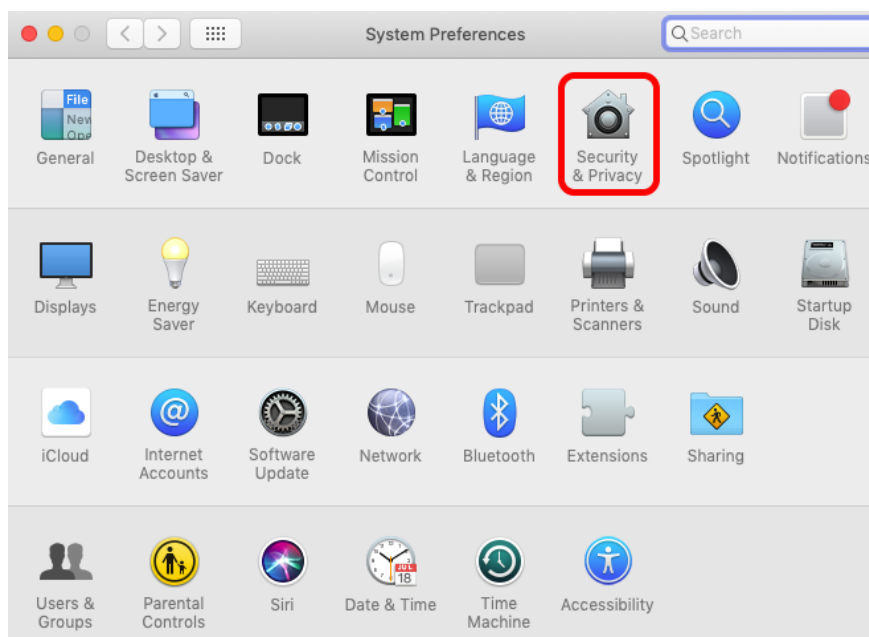 System Preferences
Search
File
New
Ope
General
Desktop &
Screen Saver
Dock
Mission
Control
Language
& Region
Security
& Privacy
Spotlight
Notifications
Displays
Energy
Saver
Keyboard
Mouse
Trackpad
Printers &
Scanners
Sound
Startup
Disk
iCloud
@
Internet
Accounts
Software
Update
Network
Bluetooth
Extensions
Sharing
Users &
Groups
Parental
Controls
Siri
JUL
18
Date & Time
Time
Machine
Accessibility